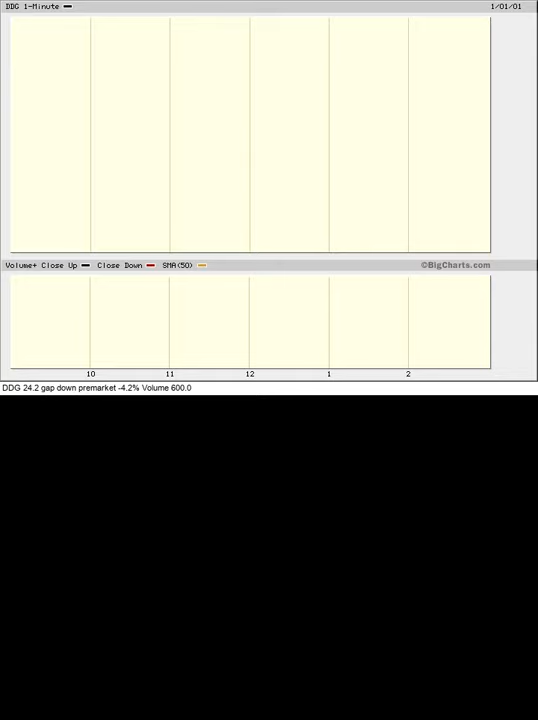 DDG 1-Minute 1/01/01
Volume+ Close Up Close Down SMA(50) ©BigCharts.com
10 11 12 1 2
DDG 24.2 gap down premarket -4.2% Volume 600.0